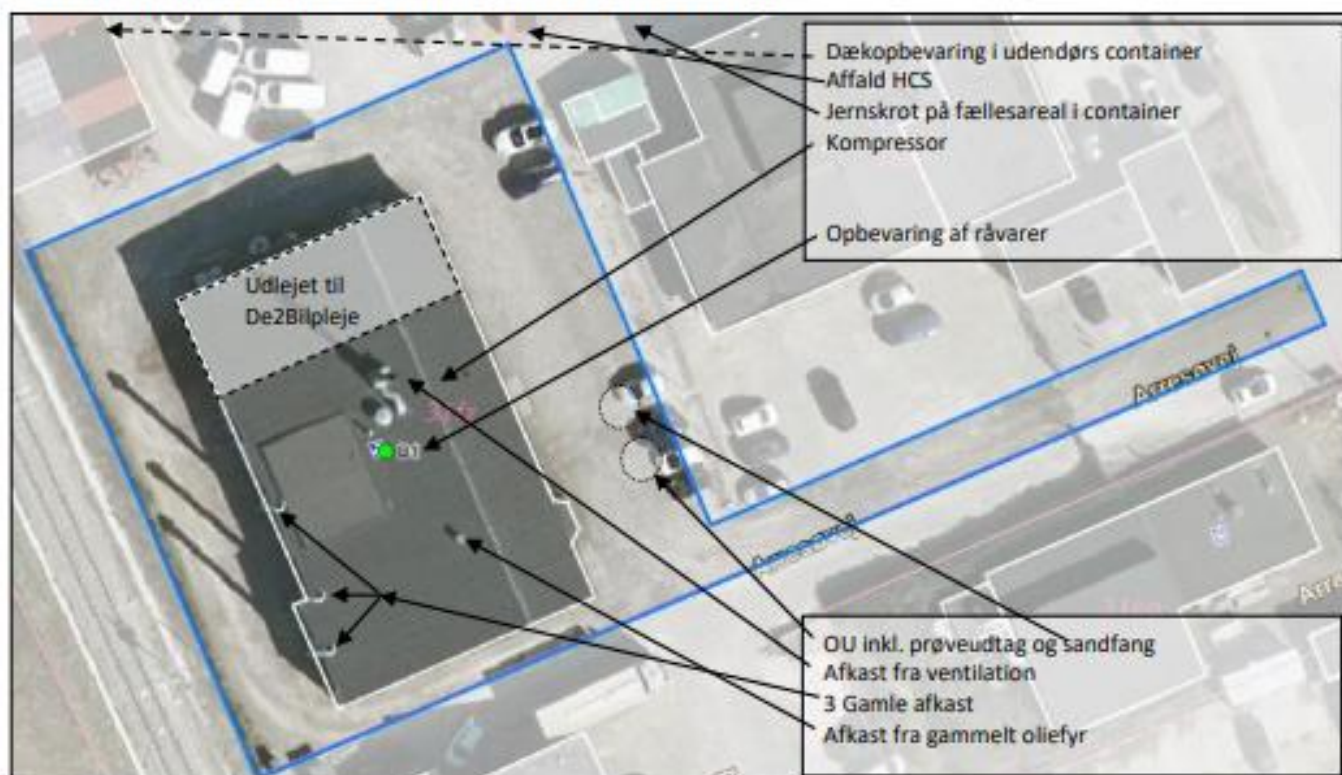 Dækopbevaring i udendørs container
Affald HCS
Jernskrot på fællesareal i container
Kompressor
Opbevaring af råvarer
Udlejet til
De2Bilpleje
Arresøvej
Arresøvej
OU inkl. prøveudtag og sandfang
Afkast fra ventilation
3 Gamle afkast
Afkast fra gammelt oliefyr